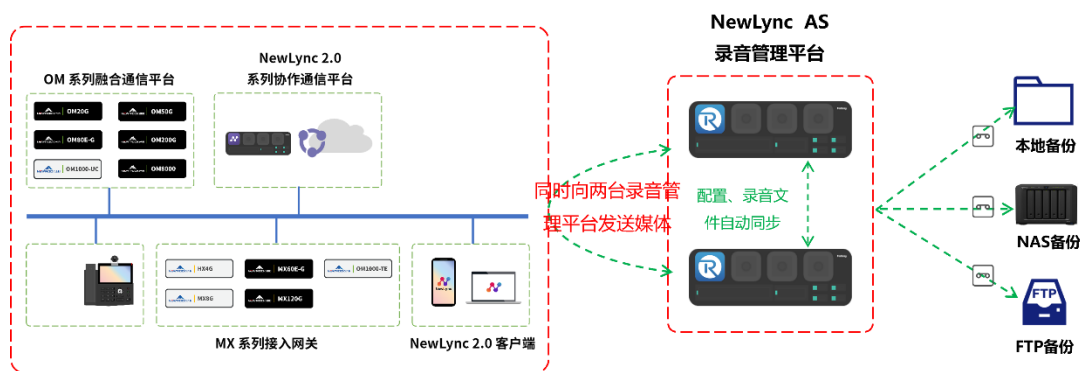 NewLync AS
录音管理平台
NewLync 2.0
系列协作通信平台
OM 系列融合通信平台
OM20G
OM50G
OM80E-G
OM200G
OM1000-UC
OM8000
同时向两台录音管
理平台发送媒体
配置、录音文
件自动同步
本地备份
NAS备份
FTP
FTP备份
HX4G
MX60E-G
OM1000-TE
MX8G
MX120G
NewLync
MX 系列接入网关
NewLync 2.0 客户端